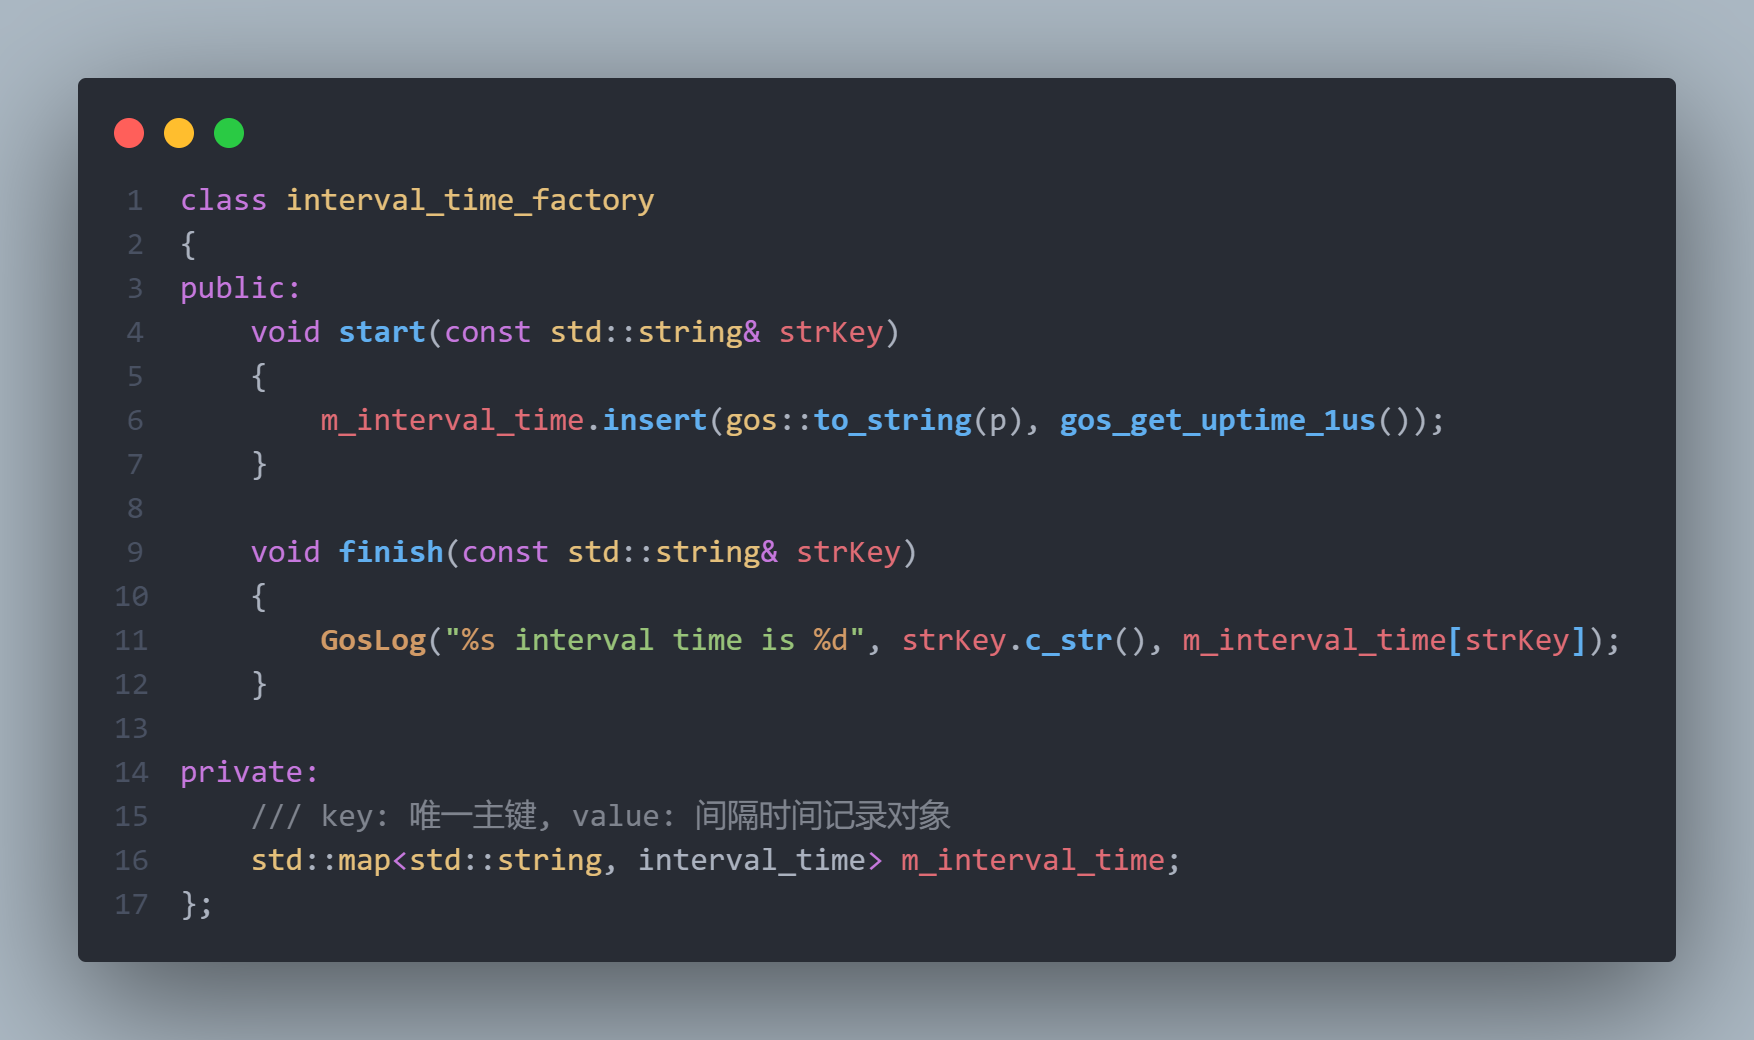 1 class interval_time_factory
2 {
3 public:
4     void start(const std::string& strKey)
5     {
6         m_interval_time.insert(gos::to_string(p), gos_get_uptime_1us());
7     }
8
9     void finish(const std::string& strKey)
10     {
11         GosLog("%s interval time is %d", strKey.c_str(), m_interval_time[strKey]);
12     }
13
14 private:
15     /// key: 唯一主键, value: 间隔时间记录对象
16     std::map<std::string, interval_time> m_interval_time;
17 };